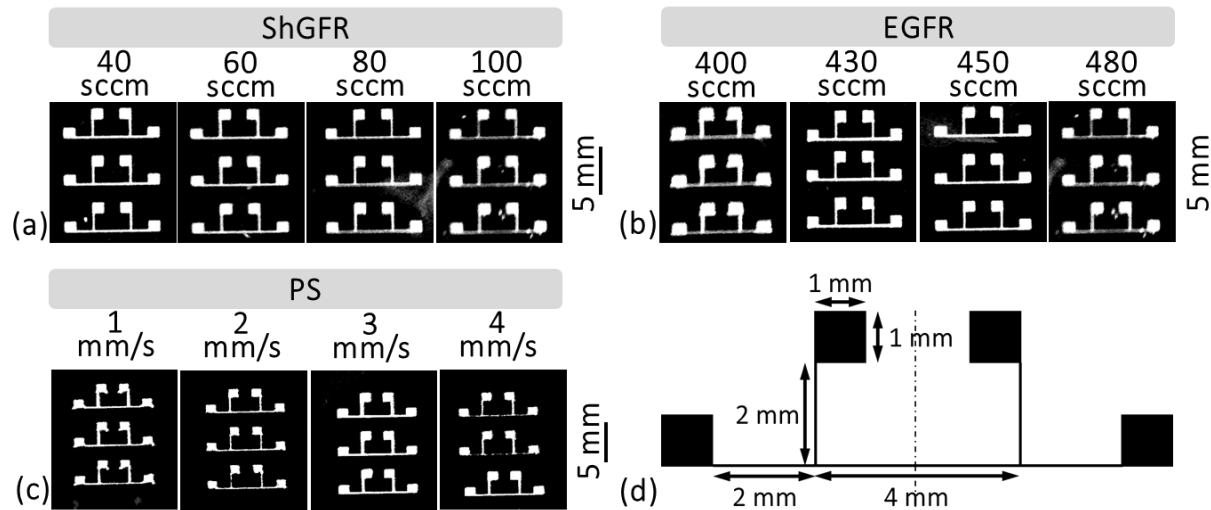 ShGFR
40 sccm
60 sccm
80 sccm
100 sccm
5 mm
(a)
EGFR
400 sccm
430 sccm
450 sccm
480 sccm
5 mm
(b)
PS
1 mm/s
2 mm/s
3 mm/s
4 mm/s
5 mm
(c)
1 mm
1 mm
2 mm
2 mm
4 mm
(d)